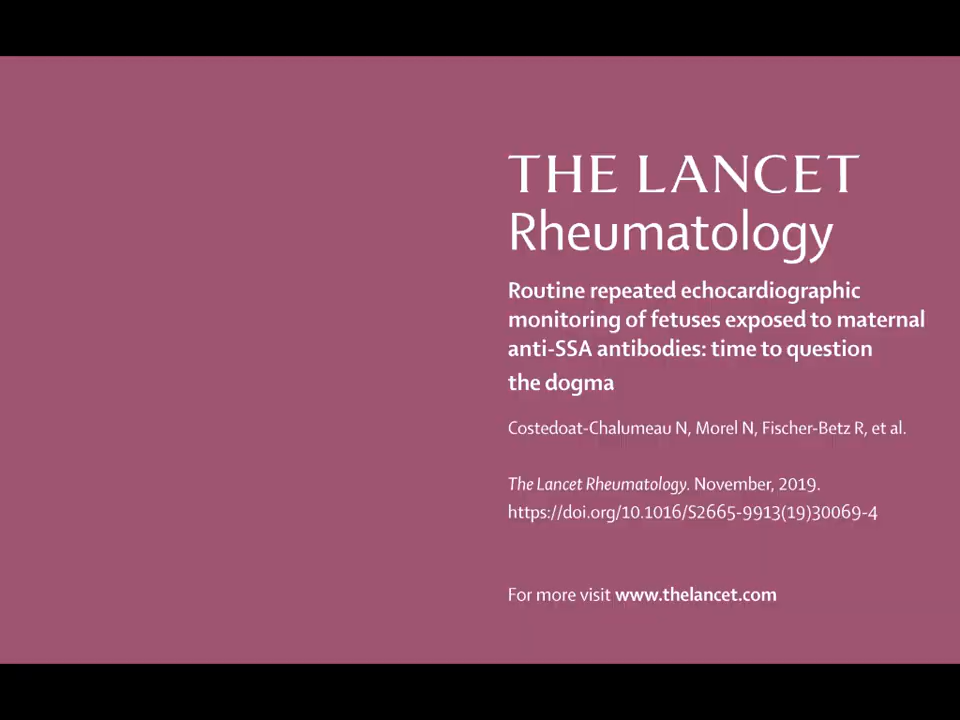 THE LANCET
Rheumatology
Routine repeated echocardiographic
monitoring of fetuses exposed to maternal
anti-SSA antibodies: time to question
the dogma
Costedoat-Chalumeau N, Morel N, Fischer-Betz R, et al.
The Lancet Rheumatology. November, 2019.
https://doi.org/10.1016/S2665-9913(19)30069-4
For more visit www.thelancet.com